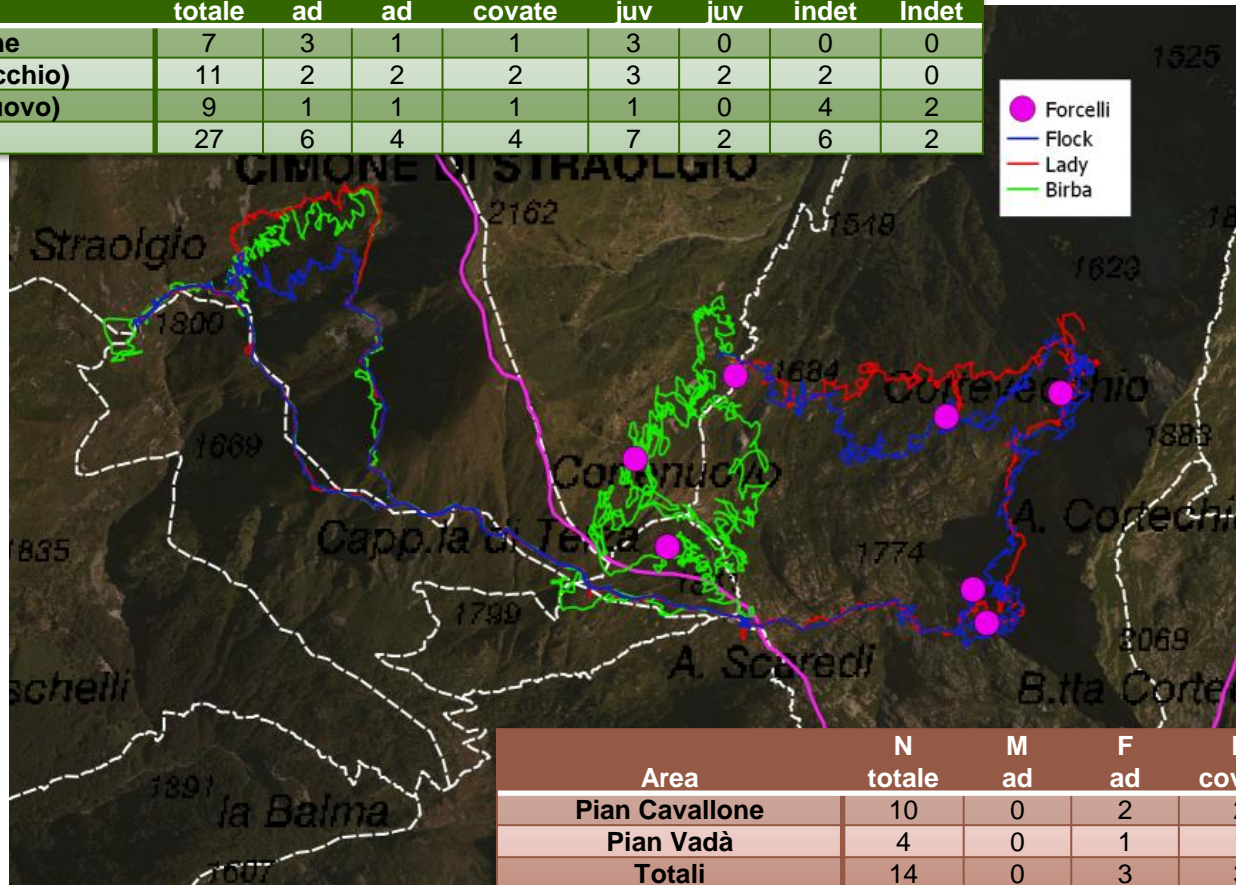 totale ad ad covate juv juv indet Indet
ne 7 3 1 1 3 0 0 0
cchio) 11 2 2 2 3 2 2 0
uovo) 9 1 1 1 1 0 4 2
27 6 4 4 7 2 6 2
1525
Forcelli
Flock
Lady
Birba
CIMONE DI STRAOLGIO
2162
Straolgio
1549
1623
1800
1684
Cortevecchio
1669
1883
Cortenuovo
A. Cortechi
Capp.la di Terza
1835
1774
1799
2069
A. Scaredi
schelli
B.tta Corte
1891
la Balma
1607
N M F
Area totale ad ad cov
Pian Cavallone 10 0 2
Pian Vadà 4 0 1
Totali 14 0 3